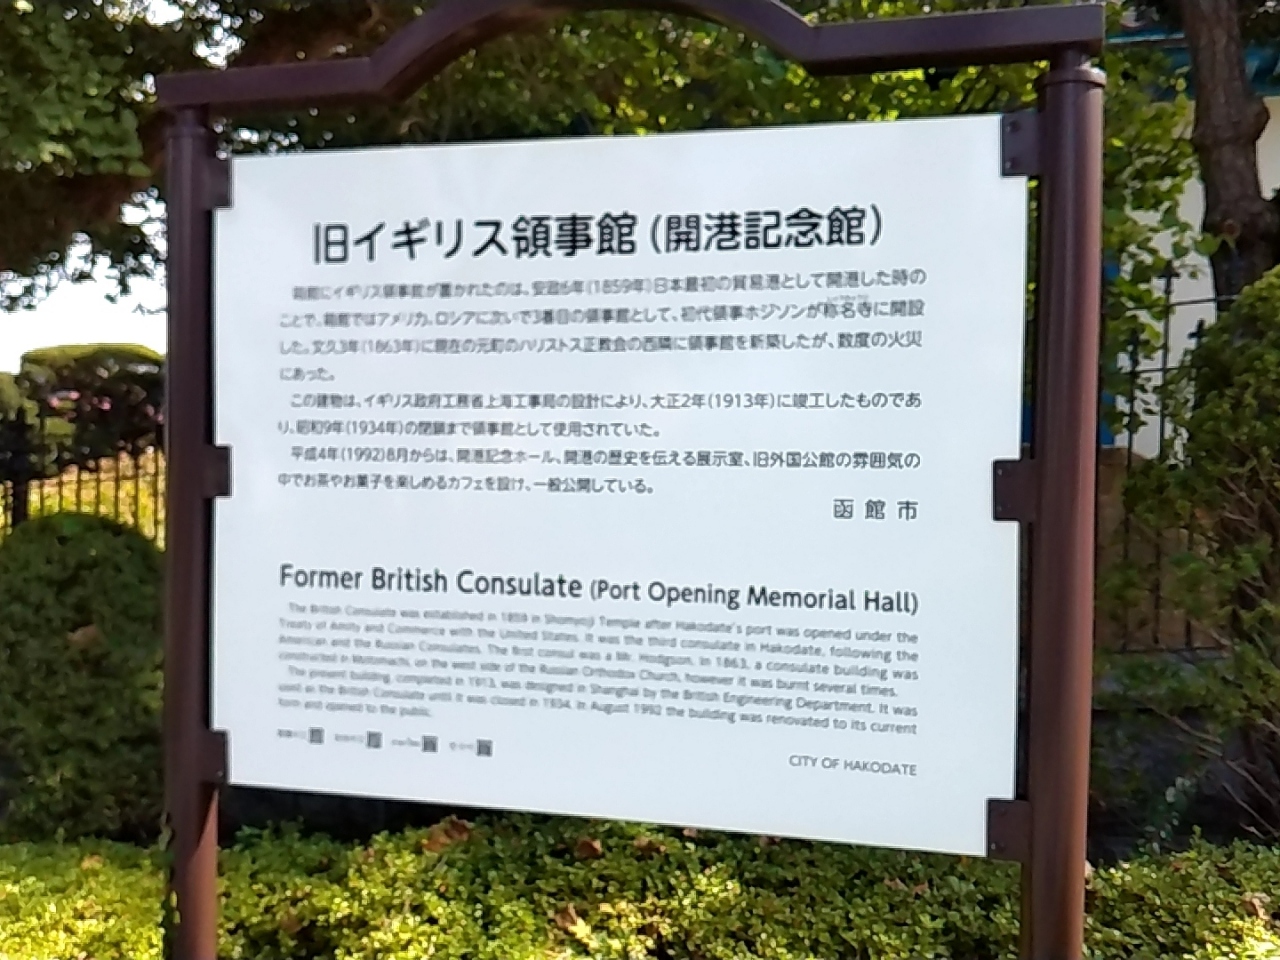 旧イギリス領事館(開港記念館)
箱館にイギリス領事館が置かれたのは、安政6年(1859年)日本最初の貿易港として開港した時の
ことで、箱館ではアメリカ、ロシアに次いで3番目の領事館として、初代領事ホジソンが称名寺に開設
した。文久3年(1863年)に現在の元町のハリストス正教会の西隣に領事館を新築したが、数度の火災
にあった。
この建物は、イギリス政府工務省上海工事局の設計により、大正2年(1913年)に竣工したものであ
り、昭和9年(1934年)の閉鎖まで領事館として使用されていた。
平成4年(1992)8月からは、開港記念ホール、開港の歴史を伝える展示室、旧外国公館の雰囲気の
中でお茶やお菓子を楽しめるカフェを設け、一般公開している。
函館市
Former British Consulate (Port Opening Memorial Hall)
The British Consulate was established in 1859 in Shomyoji Temple after Hakodate's port was opened under the
Treaty of Amity and Commerce with the United States. It was the third consulate in Hakodate, following the
American and the Russian Consulates. The first consul was a Mr. Hodgson. In 1863, a consulate building was
constructed in Motomachi, on the west side of the Russian Orthodox Church, however it was burnt several times.
The present building, completed in 1913, was designed in Shanghai by the British Engineering Department. It was
used as the British Consulate until it was closed in 1934. In August 1992 the building was renovated to its current
form and opened to the public.
CITY OF HAKODATE